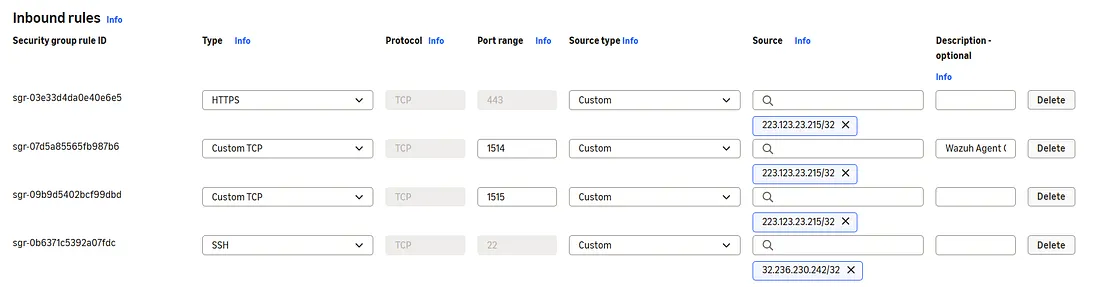 Inbound rules Info
Security group rule ID Type Info Protocol Info Port range Info Source type Info Source Info Description - optional Info
sgr-03e33d4da0e40e6e5 HTTPS TCP 443 Custom Delete
223.123.23.215/32
sgr-07d5a85565fb987b6 Custom TCP TCP 1514 Custom Wazuh Agent C Delete
223.123.23.215/32
sgr-09b9d5402bcf99dbd Custom TCP TCP 1515 Custom Delete
223.123.23.215/32
sgr-0b6371c5392a07fdc SSH TCP 22 Custom Delete
32.236.230.242/32